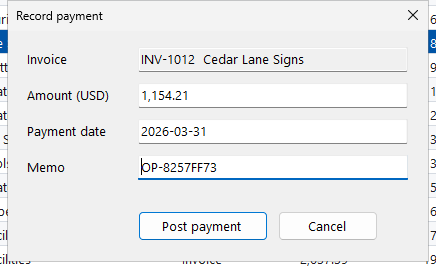 Record payment
Invoice INV-1012 Cedar Lane Signs
Amount (USD) 1,154.21
Payment date 2026-03-31
Memo OP-8257FF73
Post payment Cancel